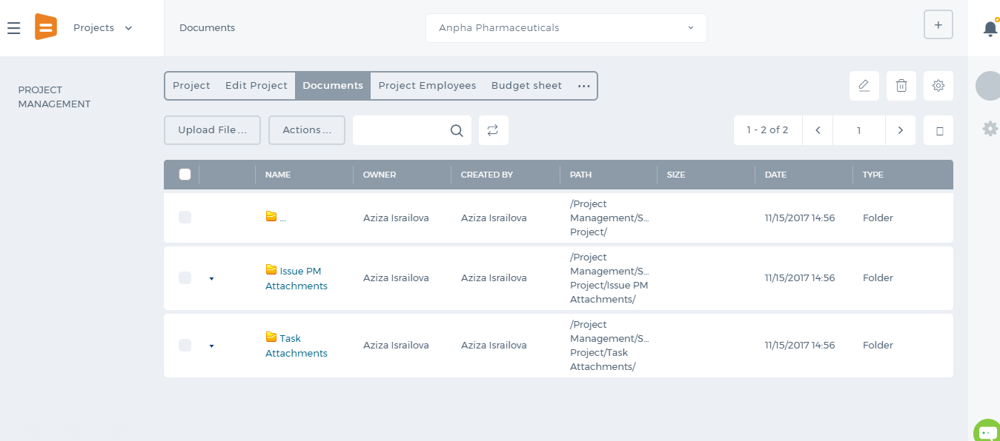 Projects
Documents
Anpha Pharmaceuticals
+
PROJECT
MANAGEMENT
Project Edit Project Documents Project Employees Budget sheet ...
Upload File... Actions... 1 - 2 of 2 1
NAME OWNER CREATED BY PATH SIZE DATE TYPE
/Project
... Aziza Israilova Aziza Israilova Management/S... 11/15/2017 14:56 Folder
Project/
/Project
Issue PM Management/S...
Attachments Aziza Israilova Aziza Israilova Project/Issue PM 11/15/2017 14:56 Folder
Attachments/
/Project
Task Management/S...
Attachments Aziza Israilova Aziza Israilova Project/Task 11/15/2017 14:56 Folder
Attachments/